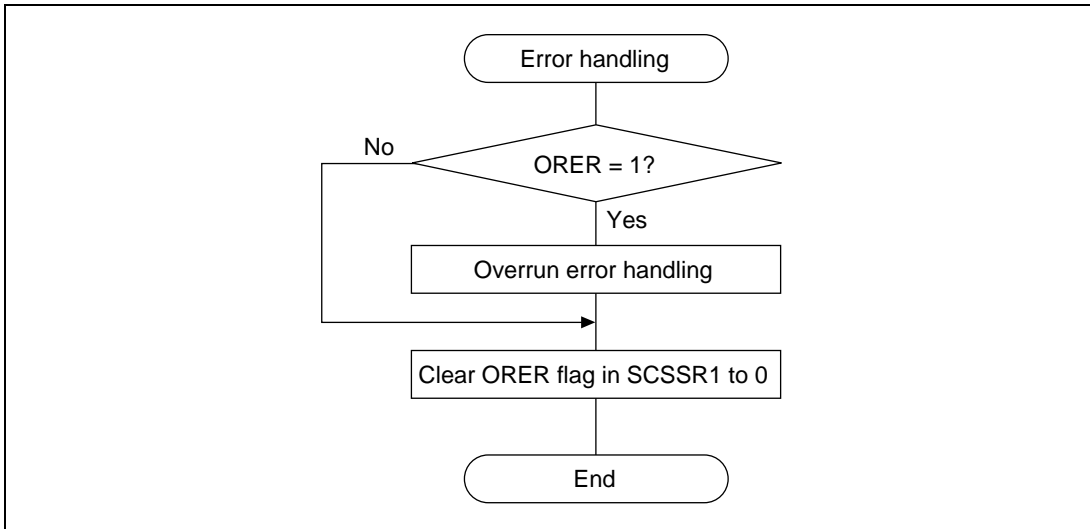 Error handling
No
ORER = 1?
Yes
Overrun error handling
Clear ORER flag in SCSSR1 to 0
End